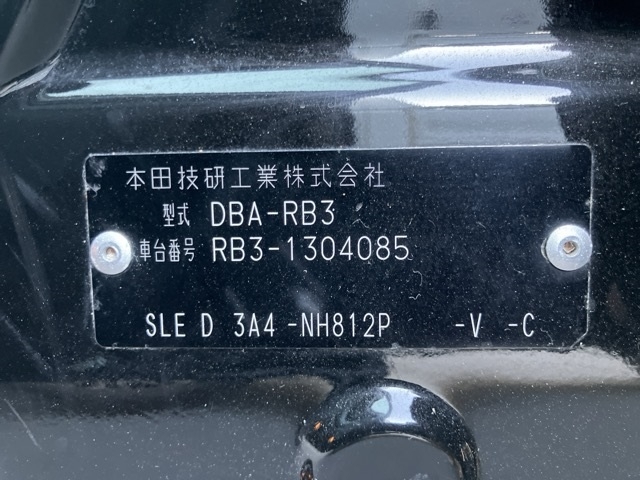 本田技研工業株式会社
型式 DBA-RB3
車台番号 RB3-1304085
SLE D 3A4 -NH812P -V -C